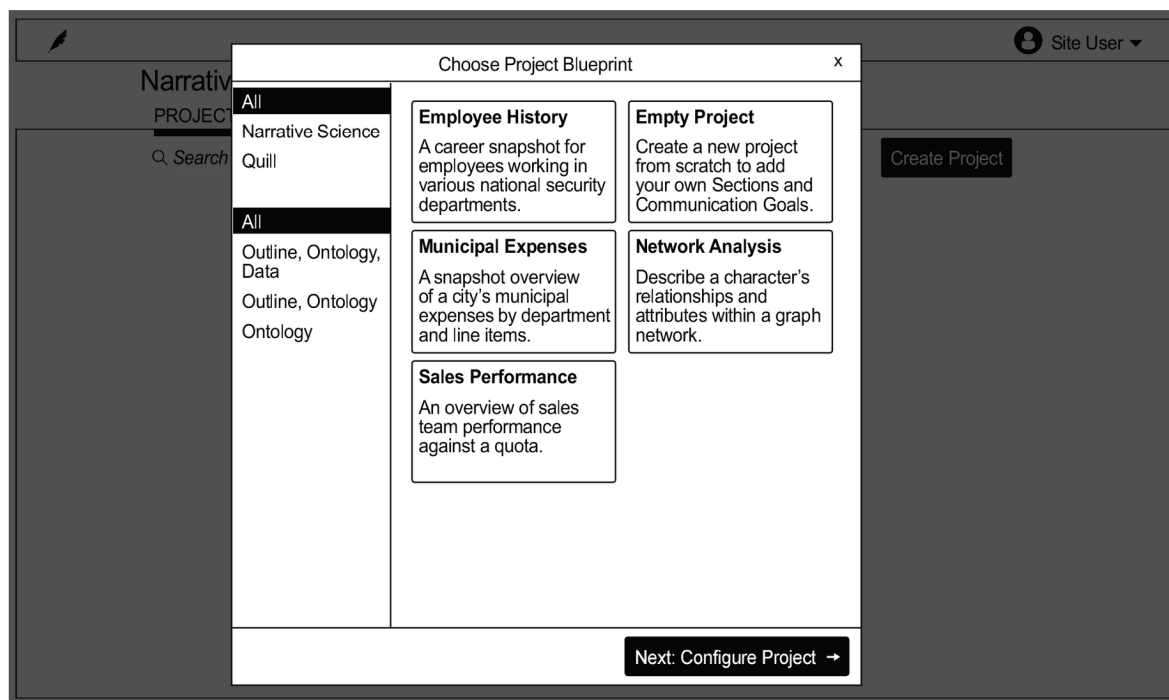 Site User
Choose Project Blueprint
x
Narrativ
PROJECT
Search
Create Project
All
Narrative Science
Quill
All
Outline, Ontology,
Data
Outline, Ontology
Ontology
Employee History
A career snapshot for
employees working in
various national security
departments.
Empty Project
Create a new project
from scratch to add
your own Sections and
Communication Goals.
Municipal Expenses
A snapshot overview
of a city's municipal
expenses by department
and line items.
Network Analysis
Describe a character's
relationships and
attributes within a graph
network.
Sales Performance
An overview of sales
team performance
against a quota.
Next: Configure Project